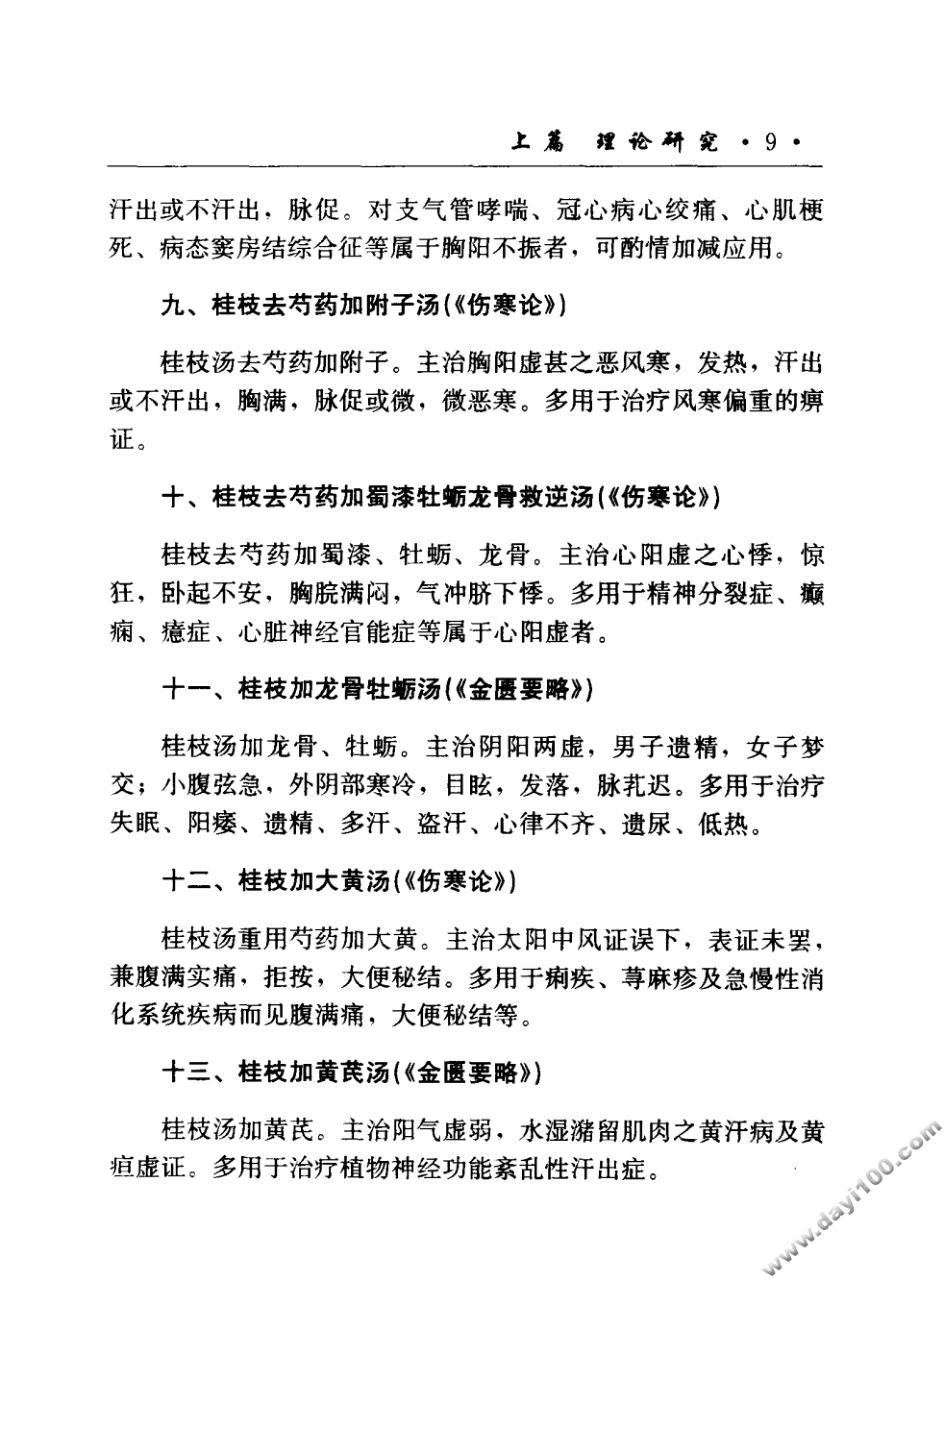 上篇 理论研究·9·
汗出或不汗出，脉促。对支气管哮喘、冠心病心绞痛、心肌梗
死、病态窦房结综合征等属于胸阳不振者，可酌情加减应用。
九、桂枝去芍药加附子汤(《伤寒论》)
桂枝汤去芍药加附子。主治胸阳虚甚之恶风寒，发热，汗出
或不汗出，胸满，脉促或微，微恶寒。多用于治疗风寒偏重的痹
证。
十、桂枝去芍药加蜀漆牡蛎龙骨救逆汤(《伤寒论》)
桂枝去芍药加蜀漆、牡蛎、龙骨。主治心阳虚之心悸，惊
狂，卧起不安，胸脘满闷，气冲脐下悸。多用于精神分裂症、癫
痫、癔症、心脏神经官能症等属于心阳虚者。
十一、桂枝加龙骨牡蛎汤(《金匮要略》)
桂枝汤加龙骨、牡蛎。主治阴阳两虚，男子遗精，女子梦
交；小腹弦急，外阴部寒冷，目眩，发落，脉芤迟。多用于治疗
失眠、阳痿、遗精、多汗、盗汗、心律不齐、遗尿、低热。
十二、桂枝加大黄汤(《伤寒论》)
桂枝汤重用芍药加大黄。主治太阳中风证误下，表证未罢，
兼腹满实痛，拒按，大便秘结。多用于痢疾、荨麻疹及急慢性消
化系统疾病而见腹满痛，大便秘结等。
十三、桂枝加黄芪汤(《金匮要略》)
桂枝汤加黄芪。主治阳气虚弱，水湿潴留肌肉之黄汗病及黄
疸虚证。多用于治疗植物神经功能紊乱性汗出症。
www.dayi100.com